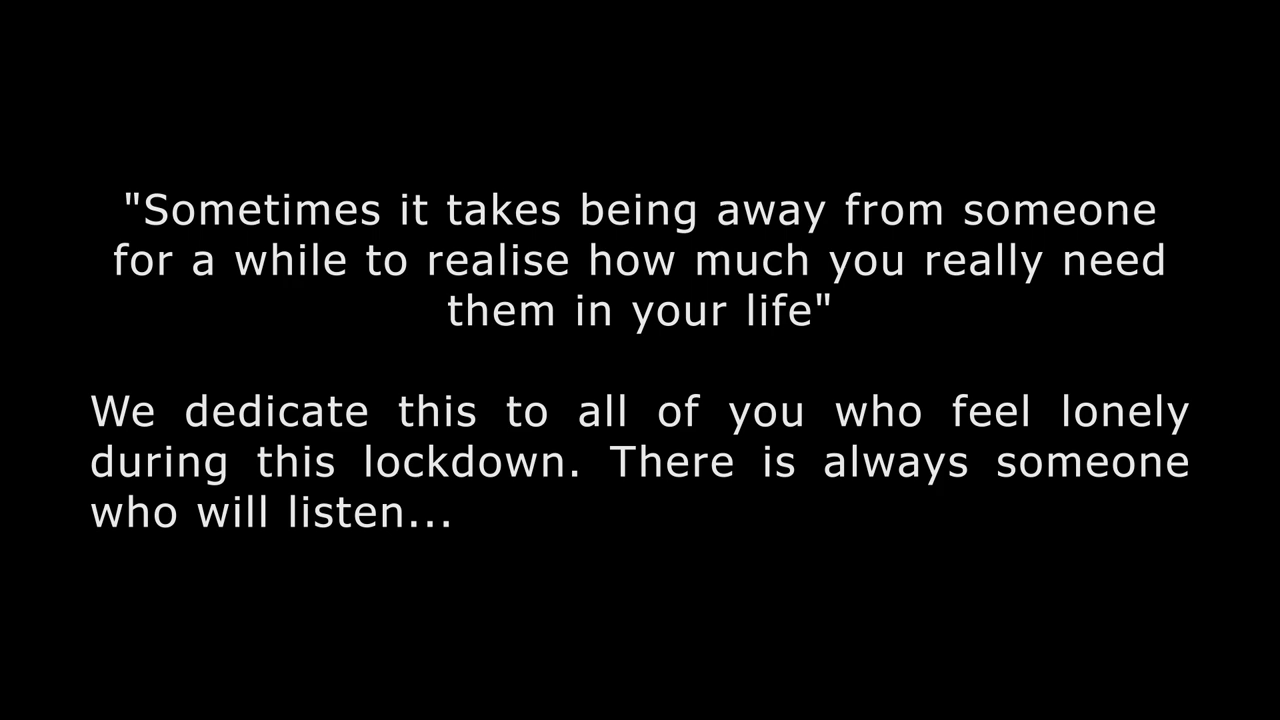 "Sometimes it takes being away from someone
for a while to realise how much you really need
them in your life"
We dedicate this to all of you who feel lonely
during this lockdown. There is always someone
who will listen...